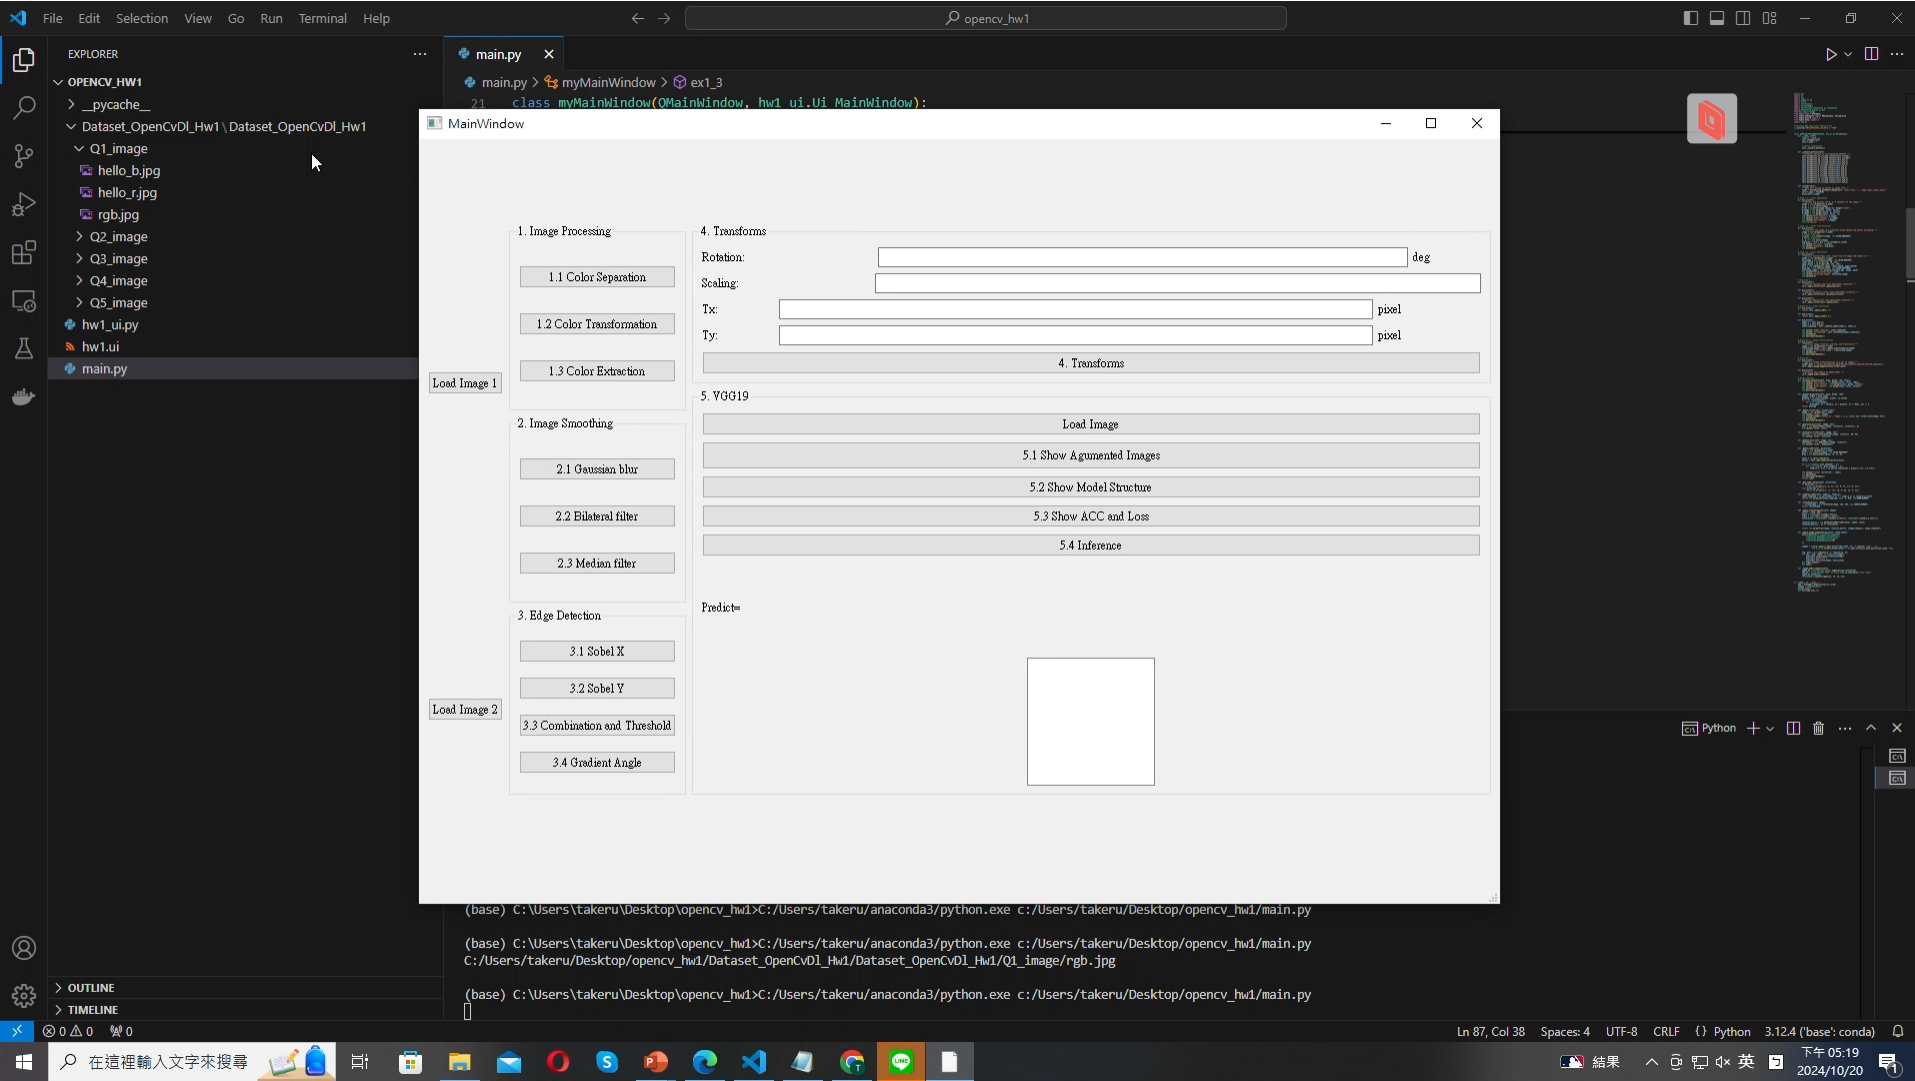 File Edit Selection View Go Run Terminal Help
opencv_hw1
EXPLORER
OPENCV_HW1
__pycache__
Dataset_OpenCvDl_Hw1\Dataset_OpenCvDl_Hw1
Q1_image
hello_b.jpg
hello_r.jpg
rgb.jpg
Q2_image
Q3_image
Q4_image
Q5_image
hw1_ui.py
hw1.ui
main.py
OUTLINE
TIMELINE
main.py
main.py > myMainWindow > ex1_3
21 class myMainWindow(QMainWindow, hw1_ui.Ui_MainWindow):
MainWindow
Load Image 1
Load Image 2
1. Image Processing
1.1 Color Separation
1.2 Color Transformation
1.3 Color Extraction
2. Image Smoothing
2.1 Gaussian blur
2.2 Bilateral filter
2.3 Median filter
3. Edge Detection
3.1 Sobel X
3.2 Sobel Y
3.3 Combination and Threshold
3.4 Gradient Angle
4. Transforms
Rotation: deg
Scaling:
Tx: pixel
Ty: pixel
4. Transforms
5. VGG19
Load Image
5.1 Show Agumented Images
5.2 Show Model Structure
5.3 Show ACC and Loss
5.4 Inference
Predict=
Python
(base) C:\Users\takeru\Desktop\opencv_hw1>C:/Users/takeru/anaconda3/python.exe c:/Users/takeru/Desktop/opencv_hw1/main.py
(base) C:\Users\takeru\Desktop\opencv_hw1>C:/Users/takeru/anaconda3/python.exe c:/Users/takeru/Desktop/opencv_hw1/main.py
C:/Users/takeru/Desktop/opencv_hw1/Dataset_OpenCvDl_Hw1/Dataset_OpenCvDl_Hw1/Q1_image/rgb.jpg
(base) C:\Users\takeru\Desktop\opencv_hw1>C:/Users/takeru/anaconda3/python.exe c:/Users/takeru/Desktop/opencv_hw1/main.py
0 0 0
Ln 87, Col 38 Spaces: 4 UTF-8 CRLF {} Python 3.12.4 ('base': conda)
在這裡輸入文字來搜尋
結果
英
下午 05:19
2024/10/20
1